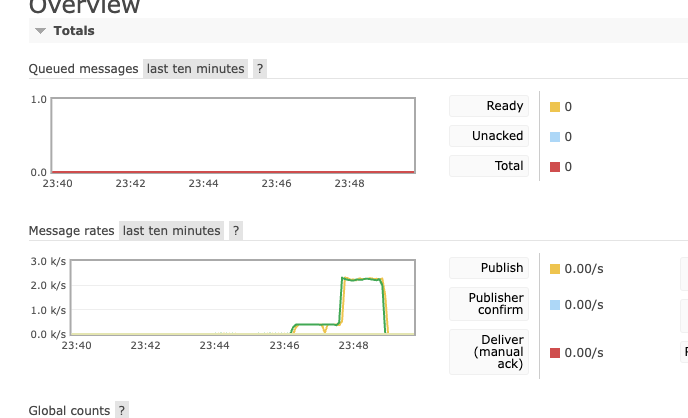 Overview
Totals
Queued messages last ten minutes ?
1.0
0.0
23:40 23:42 23:44 23:46 23:48
Ready 0
Unacked 0
Total 0
Message rates last ten minutes ?
3.0 k/s
2.0 k/s
1.0 k/s
0.0 k/s
23:40 23:42 23:44 23:46 23:48
Publish 0.00/s
Publisher
confirm 0.00/s
Deliver
(manual
ack) 0.00/s
Global counts ?